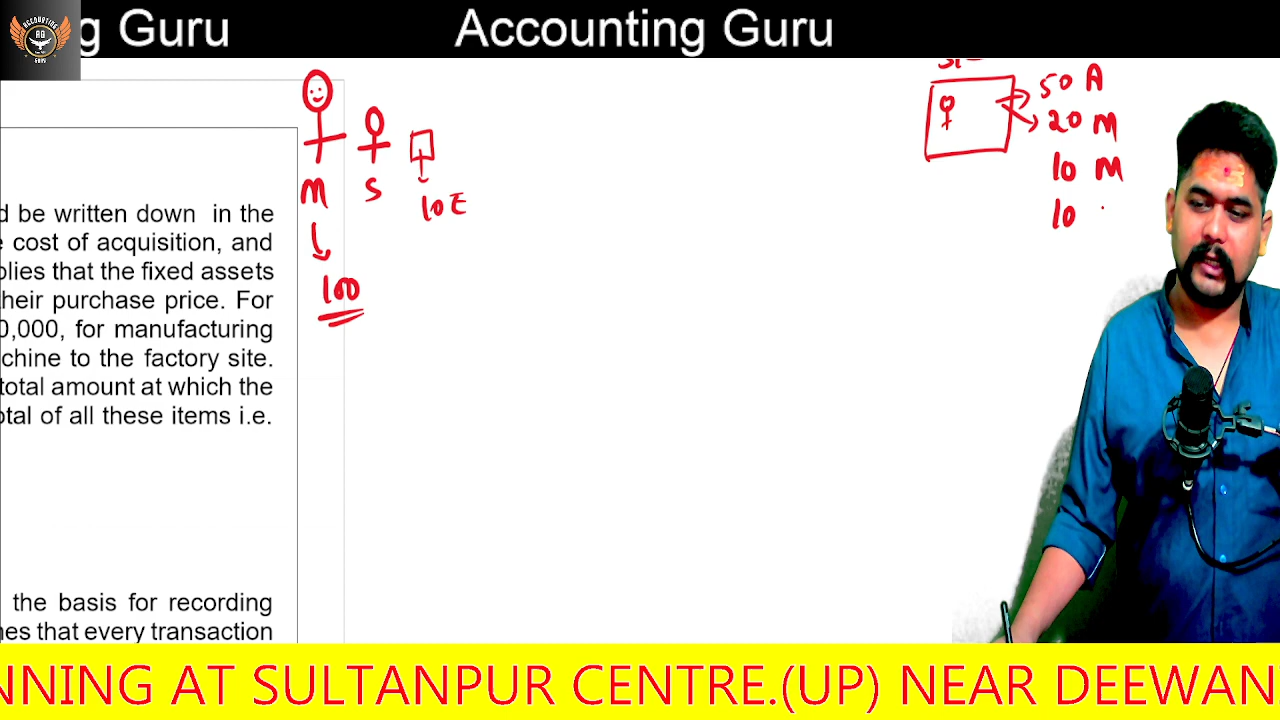 g Guru
Accounting Guru
ACCOUNTING
AG
GURU
d be written down in the
e cost of acquisition, and
plies that the fixed assets
heir purchase price. For
0,000, for manufacturing
chine to the factory site.
total amount at which the
otal of all these items i.e.
the basis for recording
nes that every transaction
M
S
10 E
100
50 A
20 M
10 M
10
NNING AT SULTANPUR CENTRE.(UP) NEAR DEEWAN